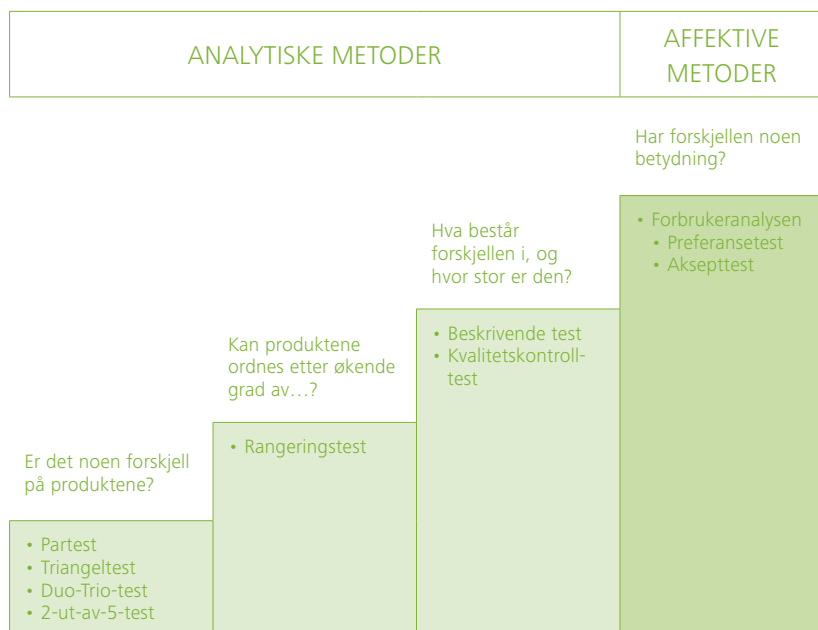 ANALYTISKE METODER
AFFEKTIVE
METODER
Har forskjellen noen
betydning?
• Forbrukeranalysen
• Preferansetest
• Aksepttest
Hva består
forskjellen i, og
hvor stor er den?
• Beskrivende test
• Kvalitetskontroll-
test
Kan produktene
ordnes etter økende
grad av...?
• Rangeringstest
Er det noen forskjell
på produktene?
• Partest
• Triangeltest
• Duo-Trio-test
• 2-ut-av-5-test